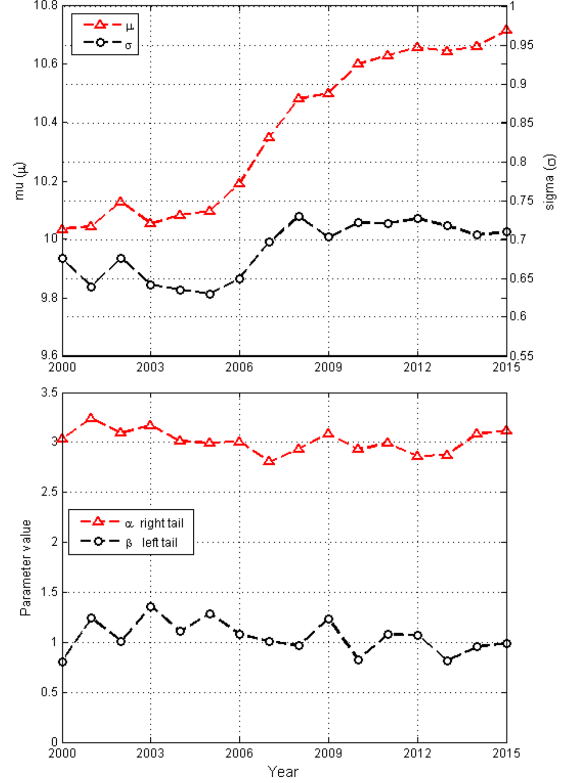 10.8
10.6
10.4
10.2
10
9.8
9.6
mu (μ)
μ
σ
1
0.95
0.9
0.85
0.8
0.75
0.7
0.65
0.6
0.55
sigma (σ)
2000 2003 2006 2009 2012 2015
3.5
3
2.5
2
1.5
1
0.5
0
Parameter value
α right tail
β left tail
2000 2003 2006 2009 2012 2015
Year